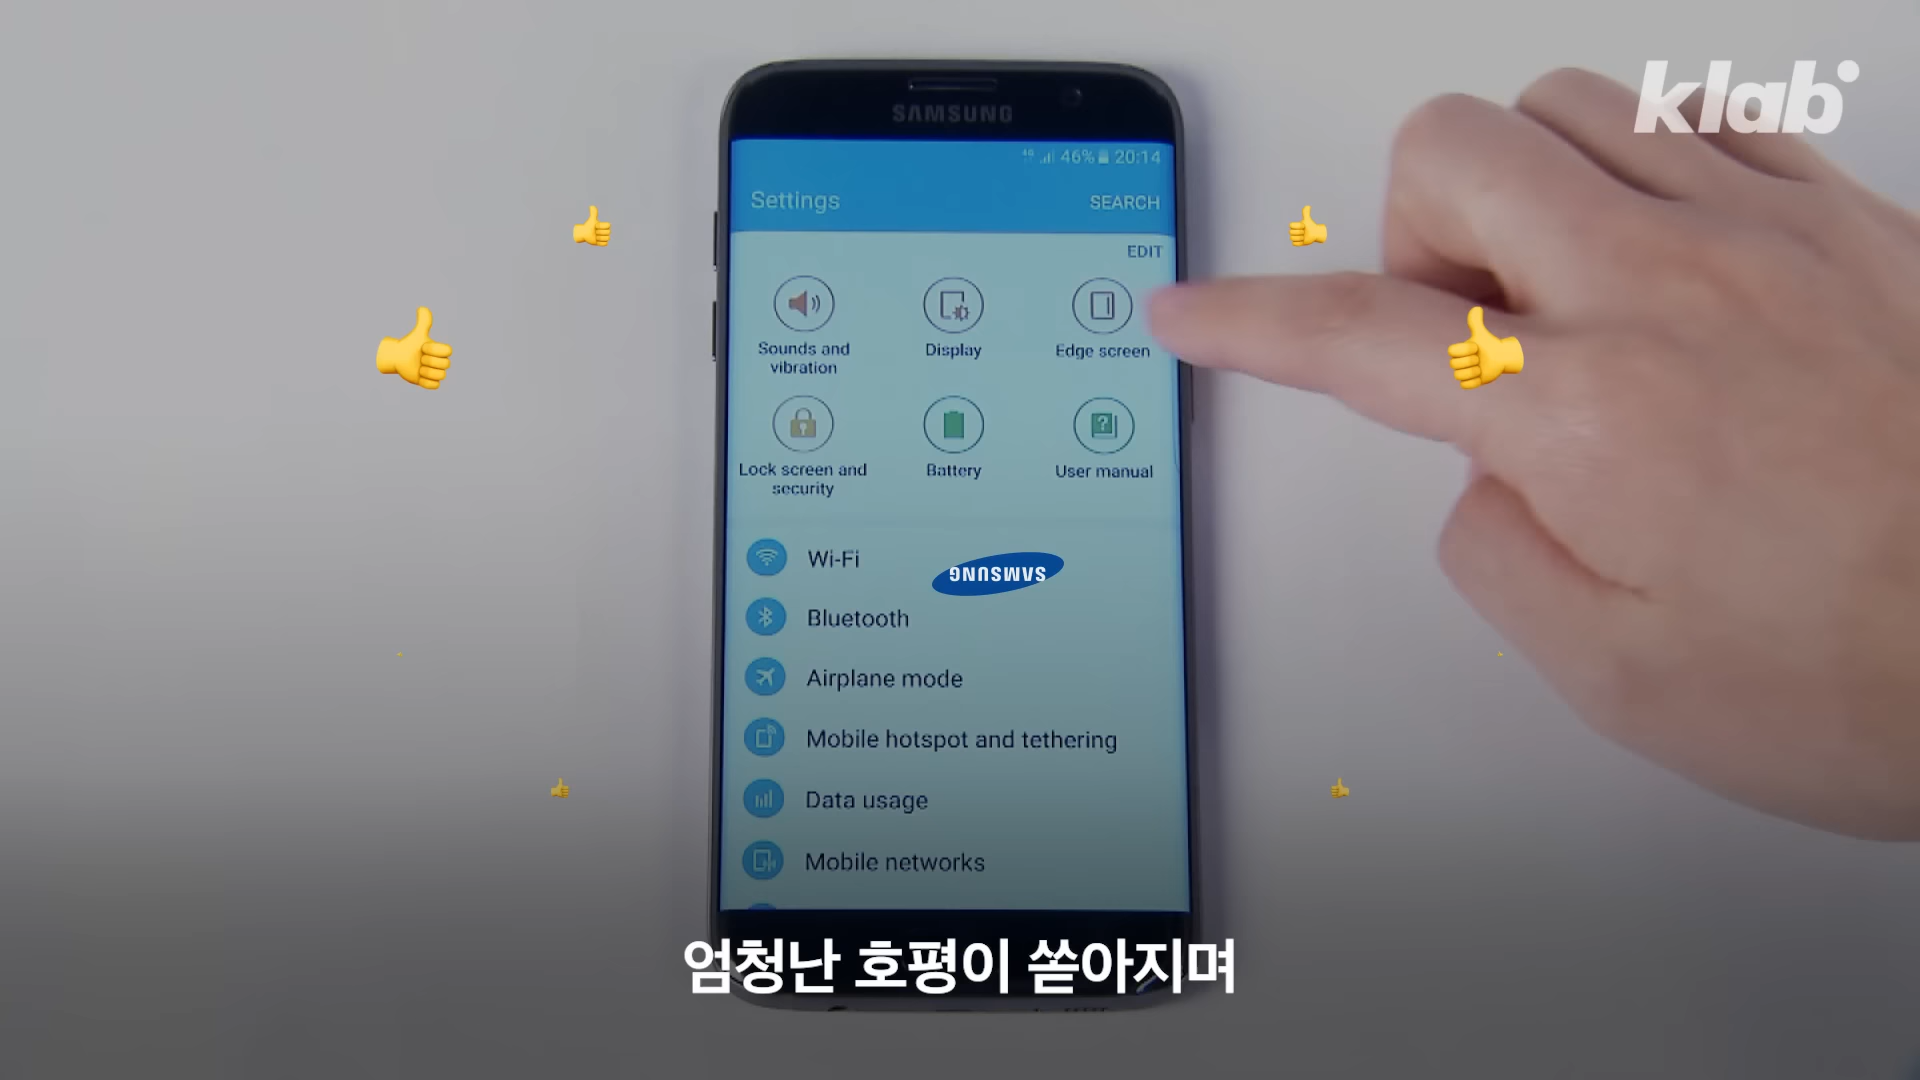 klab
SAMSUNG
4G 46% 20:14
Settings
SEARCH
EDIT
Sounds and vibration
Display
Edge screen
Lock screen and security
Battery
User manual
Wi-Fi
SAMSUNG
Bluetooth
Airplane mode
Mobile hotspot and tethering
Data usage
Mobile networks
엄청난 호평이 쏟아지며